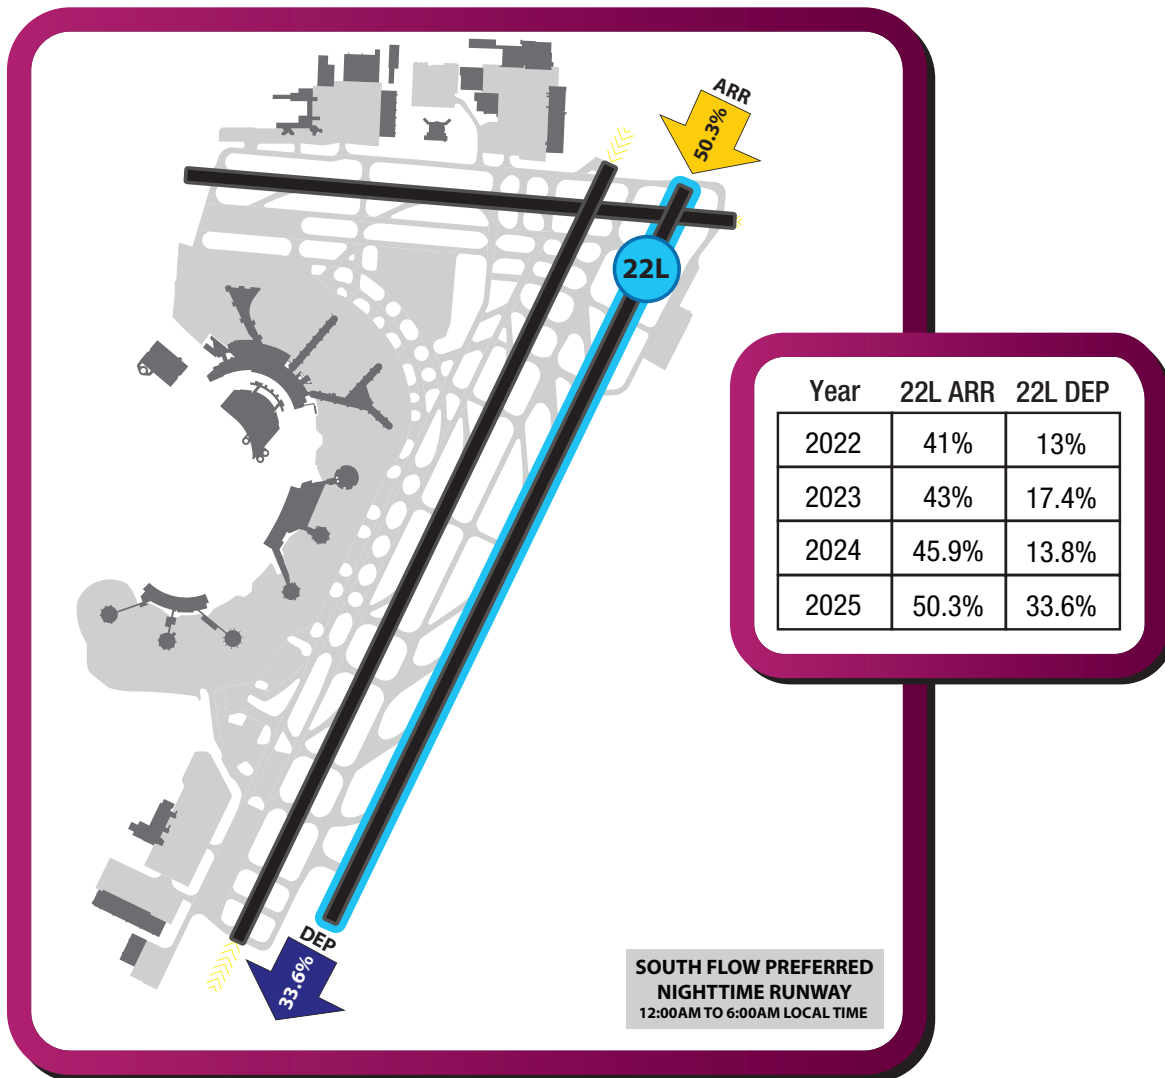 ARR
50.3%
22L
Year 22L ARR 22L DEP
2022 41% 13%
2023 43% 17.4%
2024 45.9% 13.8%
2025 50.3% 33.6%
DEP
33.6%
SOUTH FLOW PREFERRED
NIGHTTIME RUNWAY
12:00AM TO 6:00AM LOCAL TIME